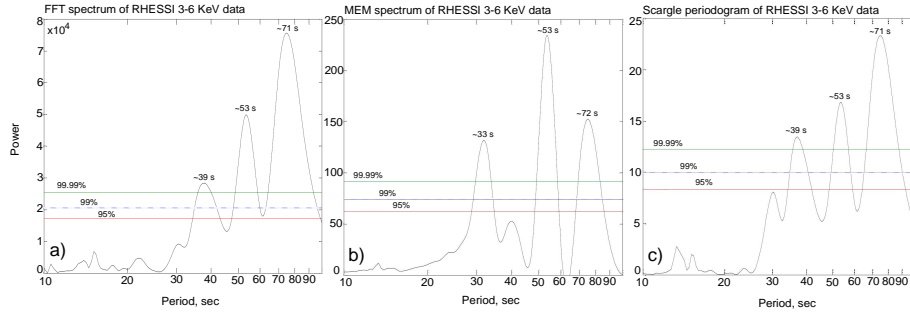 FFT spectrum of RHESSI 3-6 KeV data
x10⁴
8
7
6
5
4
3
2
1
0
Power
~71 s
~53 s
~39 s
99.99%
99%
95%
a)
10 20 30 40 50 60 70 8090
Period, sec
MEM spectrum of RHESSI 3-6 KeV data
250
200
150
100
50
0
~53 s
~72 s
~33 s
99.99%
99%
95%
b)
10 20 30 40 50 60 70 80 90
Period, sec
Scargle periodogram of RHESSI 3-6 KeV data
25
20
15
10
5
0
~71 s
~53 s
~39 s
99.99%
99%
95%
c)
10 20 30 40 50 60 70 80 90
Period, sec